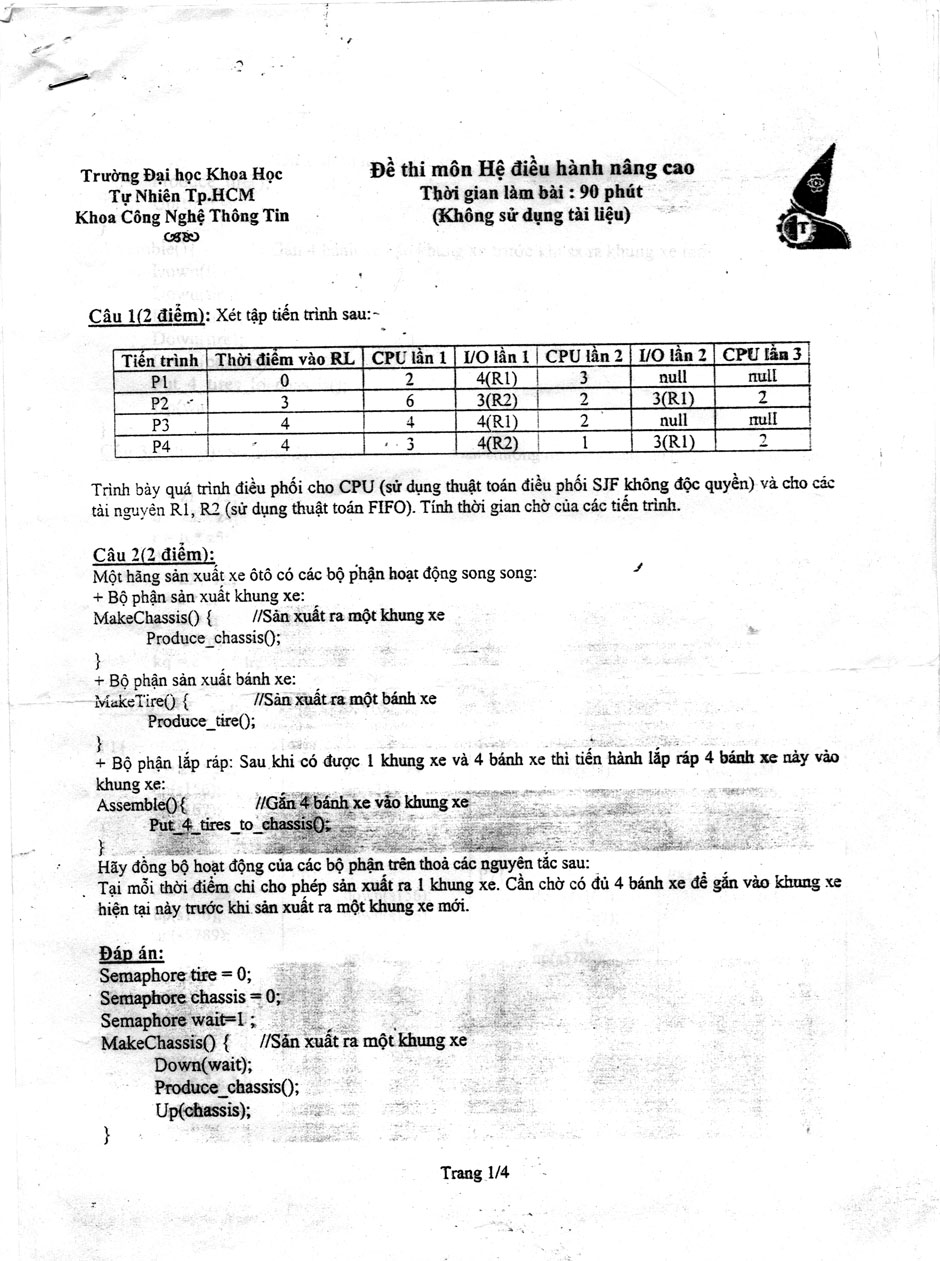 Trường Đại học Khoa Học
Tự Nhiên Tp.HCM
Khoa Công Nghệ Thông Tin
Đề thi môn Hệ điều hành nâng cao
Thời gian làm bài : 90 phút
(Không sử dụng tài liệu)
T
Câu 1(2 điểm): Xét tập tiến trình sau:
Tiến trình Thời điểm vào RL CPU lần 1 I/O lần 1 CPU lần 2 I/O lần 2 CPU lần 3
P1 0 2 4(R1) 3 null null
P2 3 6 3(R2) 2 3(R1) 2
P3 4 4 4(R1) 2 null null
P4 4 3 4(R2) 1 3(R1) 2
Trình bày quá trình điều phối cho CPU (sử dụng thuật toán điều phối SJF không độc quyền) và cho các
tài nguyên R1, R2 (sử dụng thuật toán FIFO). Tính thời gian chờ của các tiến trình.
Câu 2(2 điểm):
Một hãng sản xuất xe ôtô có các bộ phận hoạt động song song:
+ Bộ phận sản xuất khung xe:
MakeChassis() { //Sản xuất ra một khung xe
Produce_chassis();
}
+ Bộ phận sản xuất bánh xe:
MakeTire() { //Sản xuất ra một bánh xe
Produce_tire();
}
+ Bộ phận lắp ráp: Sau khi có được 1 khung xe và 4 bánh xe thì tiến hành lắp ráp 4 bánh xe này vào
khung xe:
Assemble(){ //Gắn 4 bánh xe vào khung xe
Put_4_tires_to_chassis();
}
Hãy đồng bộ hoạt động của các bộ phận trên thoả các nguyên tắc sau:
Tại mỗi thời điểm chỉ cho phép sản xuất ra 1 khung xe. Cần chờ có đủ 4 bánh xe để gắn vào khung xe
hiện tại này trước khi sản xuất ra một khung xe mới.
Đáp án:
Semaphore tire = 0;
Semaphore chassis = 0;
Semaphore wait=1 ;
MakeChassis() { //Sản xuất ra một khung xe
Down(wait);
Produce_chassis();
Up(chassis);
}
Trang 1/4